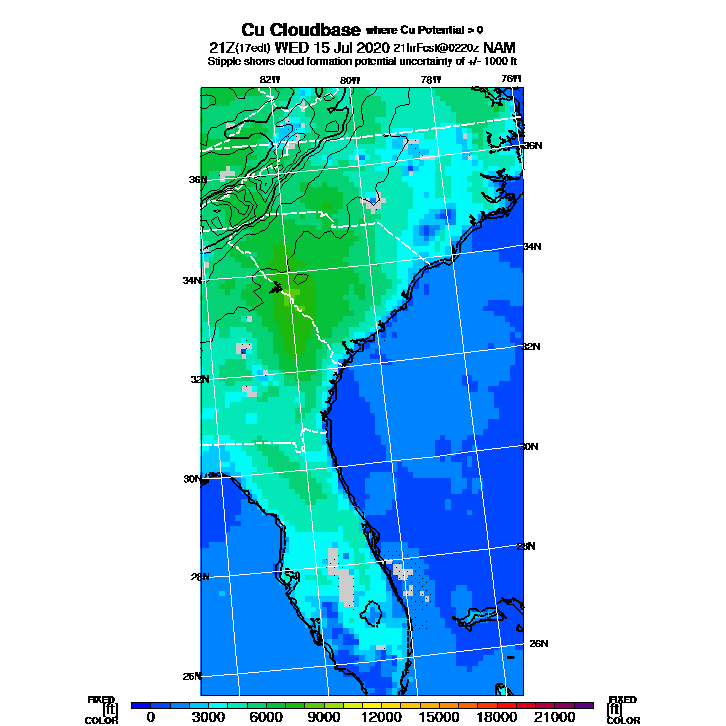 Cu Cloudbase where Cu Potential > 0
21Z(17edt) WED 15 Jul 2020 21hrFcst@0220z NAM
Stipple shows cloud formation potential uncertainty of +/- 1000 ft
82W 80W 78W 76W
36N
36N
34N
34N
32N
32N
30N
30N
28N
28N
26N
26N
FIXED FIXED
[ft] [ft]
COLOR COLOR
0 3000 6000 9000 12000 15000 18000 21000